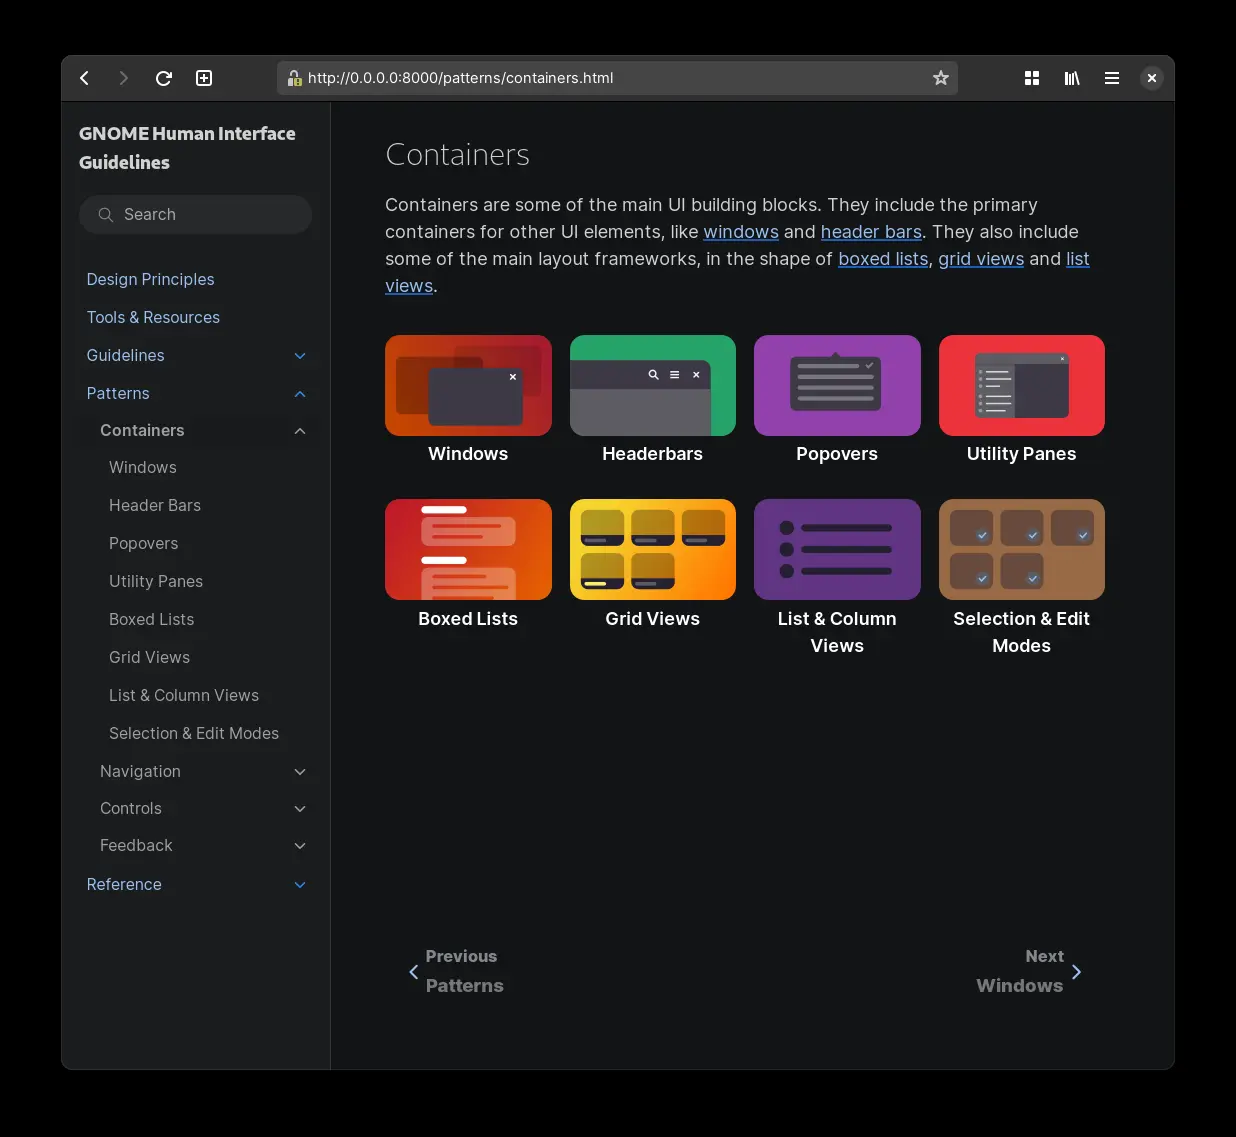 http://0.0.0.0:8000/patterns/containers.html
GNOME Human Interface
Guidelines
Search
Design Principles
Tools & Resources
Guidelines
Patterns
Containers
Windows
Header Bars
Popovers
Utility Panes
Boxed Lists
Grid Views
List & Column Views
Selection & Edit Modes
Navigation
Controls
Feedback
Reference
Containers
Containers are some of the main UI building blocks. They include the primary
containers for other UI elements, like windows and header bars. They also include
some of the main layout frameworks, in the shape of boxed lists, grid views and list
views.
Windows
Headerbars
Popovers
Utility Panes
Boxed Lists
Grid Views
List & Column
Views
Selection & Edit
Modes
Previous
Patterns
Next
Windows